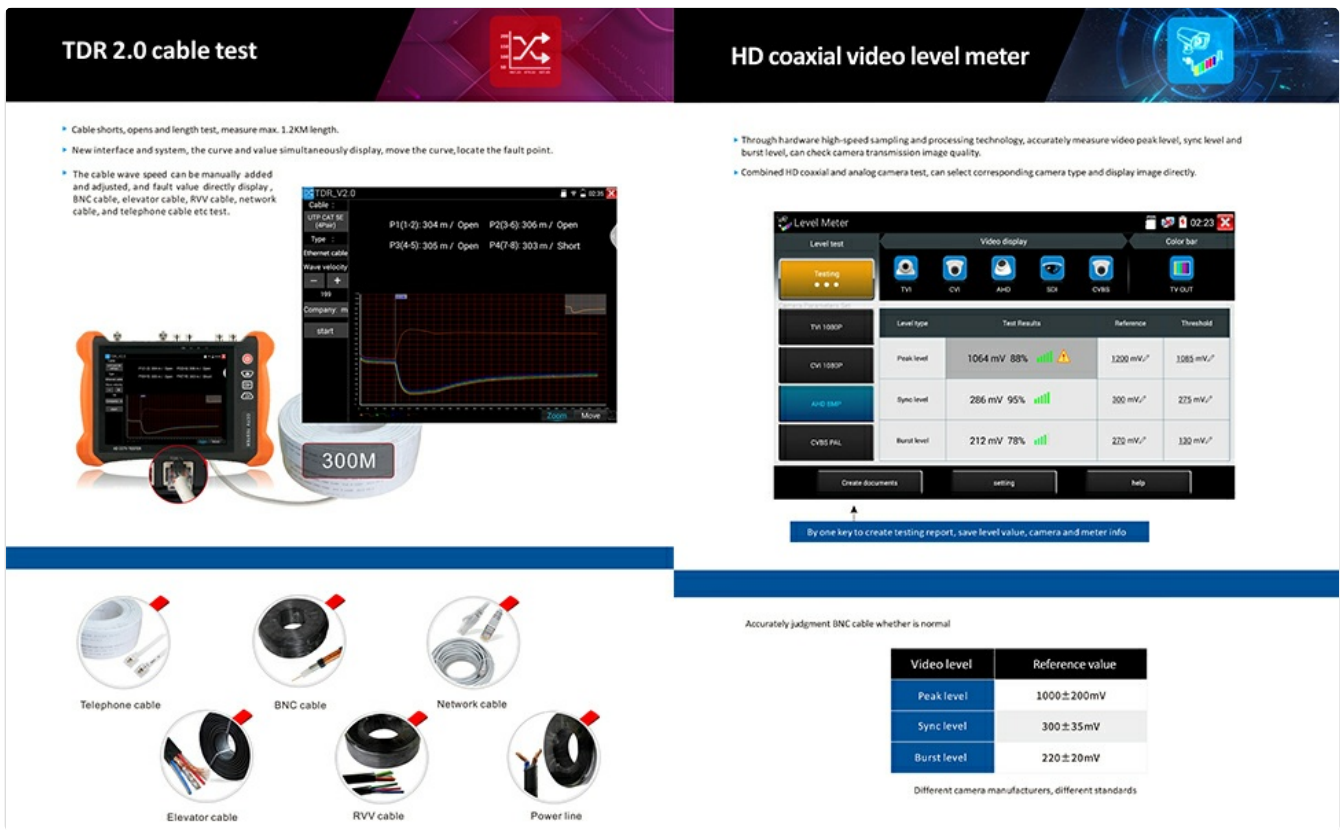 TDR 2.0 cable test
Cable shorts, opens and length test, measure max. 1.2KM length.
New interface and system, the curve and value simultaneously display, move the curve,locate the fault point.
The cable wave speed can be manually added
and adjusted, and fault value directly display ,
BNC cable, elevator cable, RVV cable, network
cable, and telephone cable etc test.
TDR_V2.0
02:35
Cable :
UTP CAT 5E
(4Pair)
Type :
Ethernet cable
Wave velocity
− +
199
Company: m
start
P1(1-2): 304 m / Open P2(3-6): 306 m / Open
P3(4-5): 305 m / Open P4(7-8): 303 m / Short
Zoom Move
CCTV TESTER
300M
Telephone cable
BNC cable
Network cable
Elevator cable
RVV cable
Power line
HD coaxial video level meter
Through hardware high-speed sampling and processing technology, accurately measure video peak level, sync level and
burst level, can check camera transmission image quality.
Combined HD coaxial and analog camera test, can select corresponding camera type and display image directly.
Level Meter
02:23
Level test
Video display
Color bar
Testing
TVI
CVI
AHD
SDI
CVBS
TV OUT
TVI 1080P
CVI 1080P
AHD 8MP
CVBS PAL
Level type Test Results Reference Threshold
Peak level 1064 mV 88% 1200 mV 1085 mV
Sync level 286 mV 95% 300 mV 275 mV
Burst level 212 mV 78% 270 mV 130 mV
Create documents setting help
By one key to create testing report, save level value, camera and meter info
Accurately judgment BNC cable whether is normal
Video level Reference value
Peak level 1000±200mV
Sync level 300±35mV
Burst level 220±20mV
Different camera manufacturers, different standards